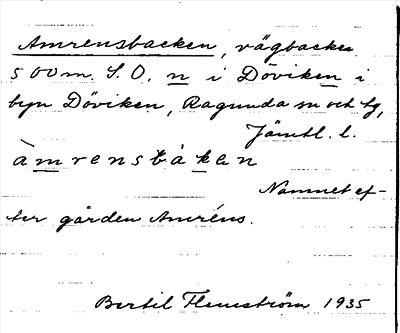 Amrensbacken, vägbacke
500 m. S.O. n i Döviken i
byn Döviken, Ragunda sn och tg,
Jämtl. l.
àmrensbáken
Namnet ef-
ter gården Amréns.
Bertil Flemström 1935